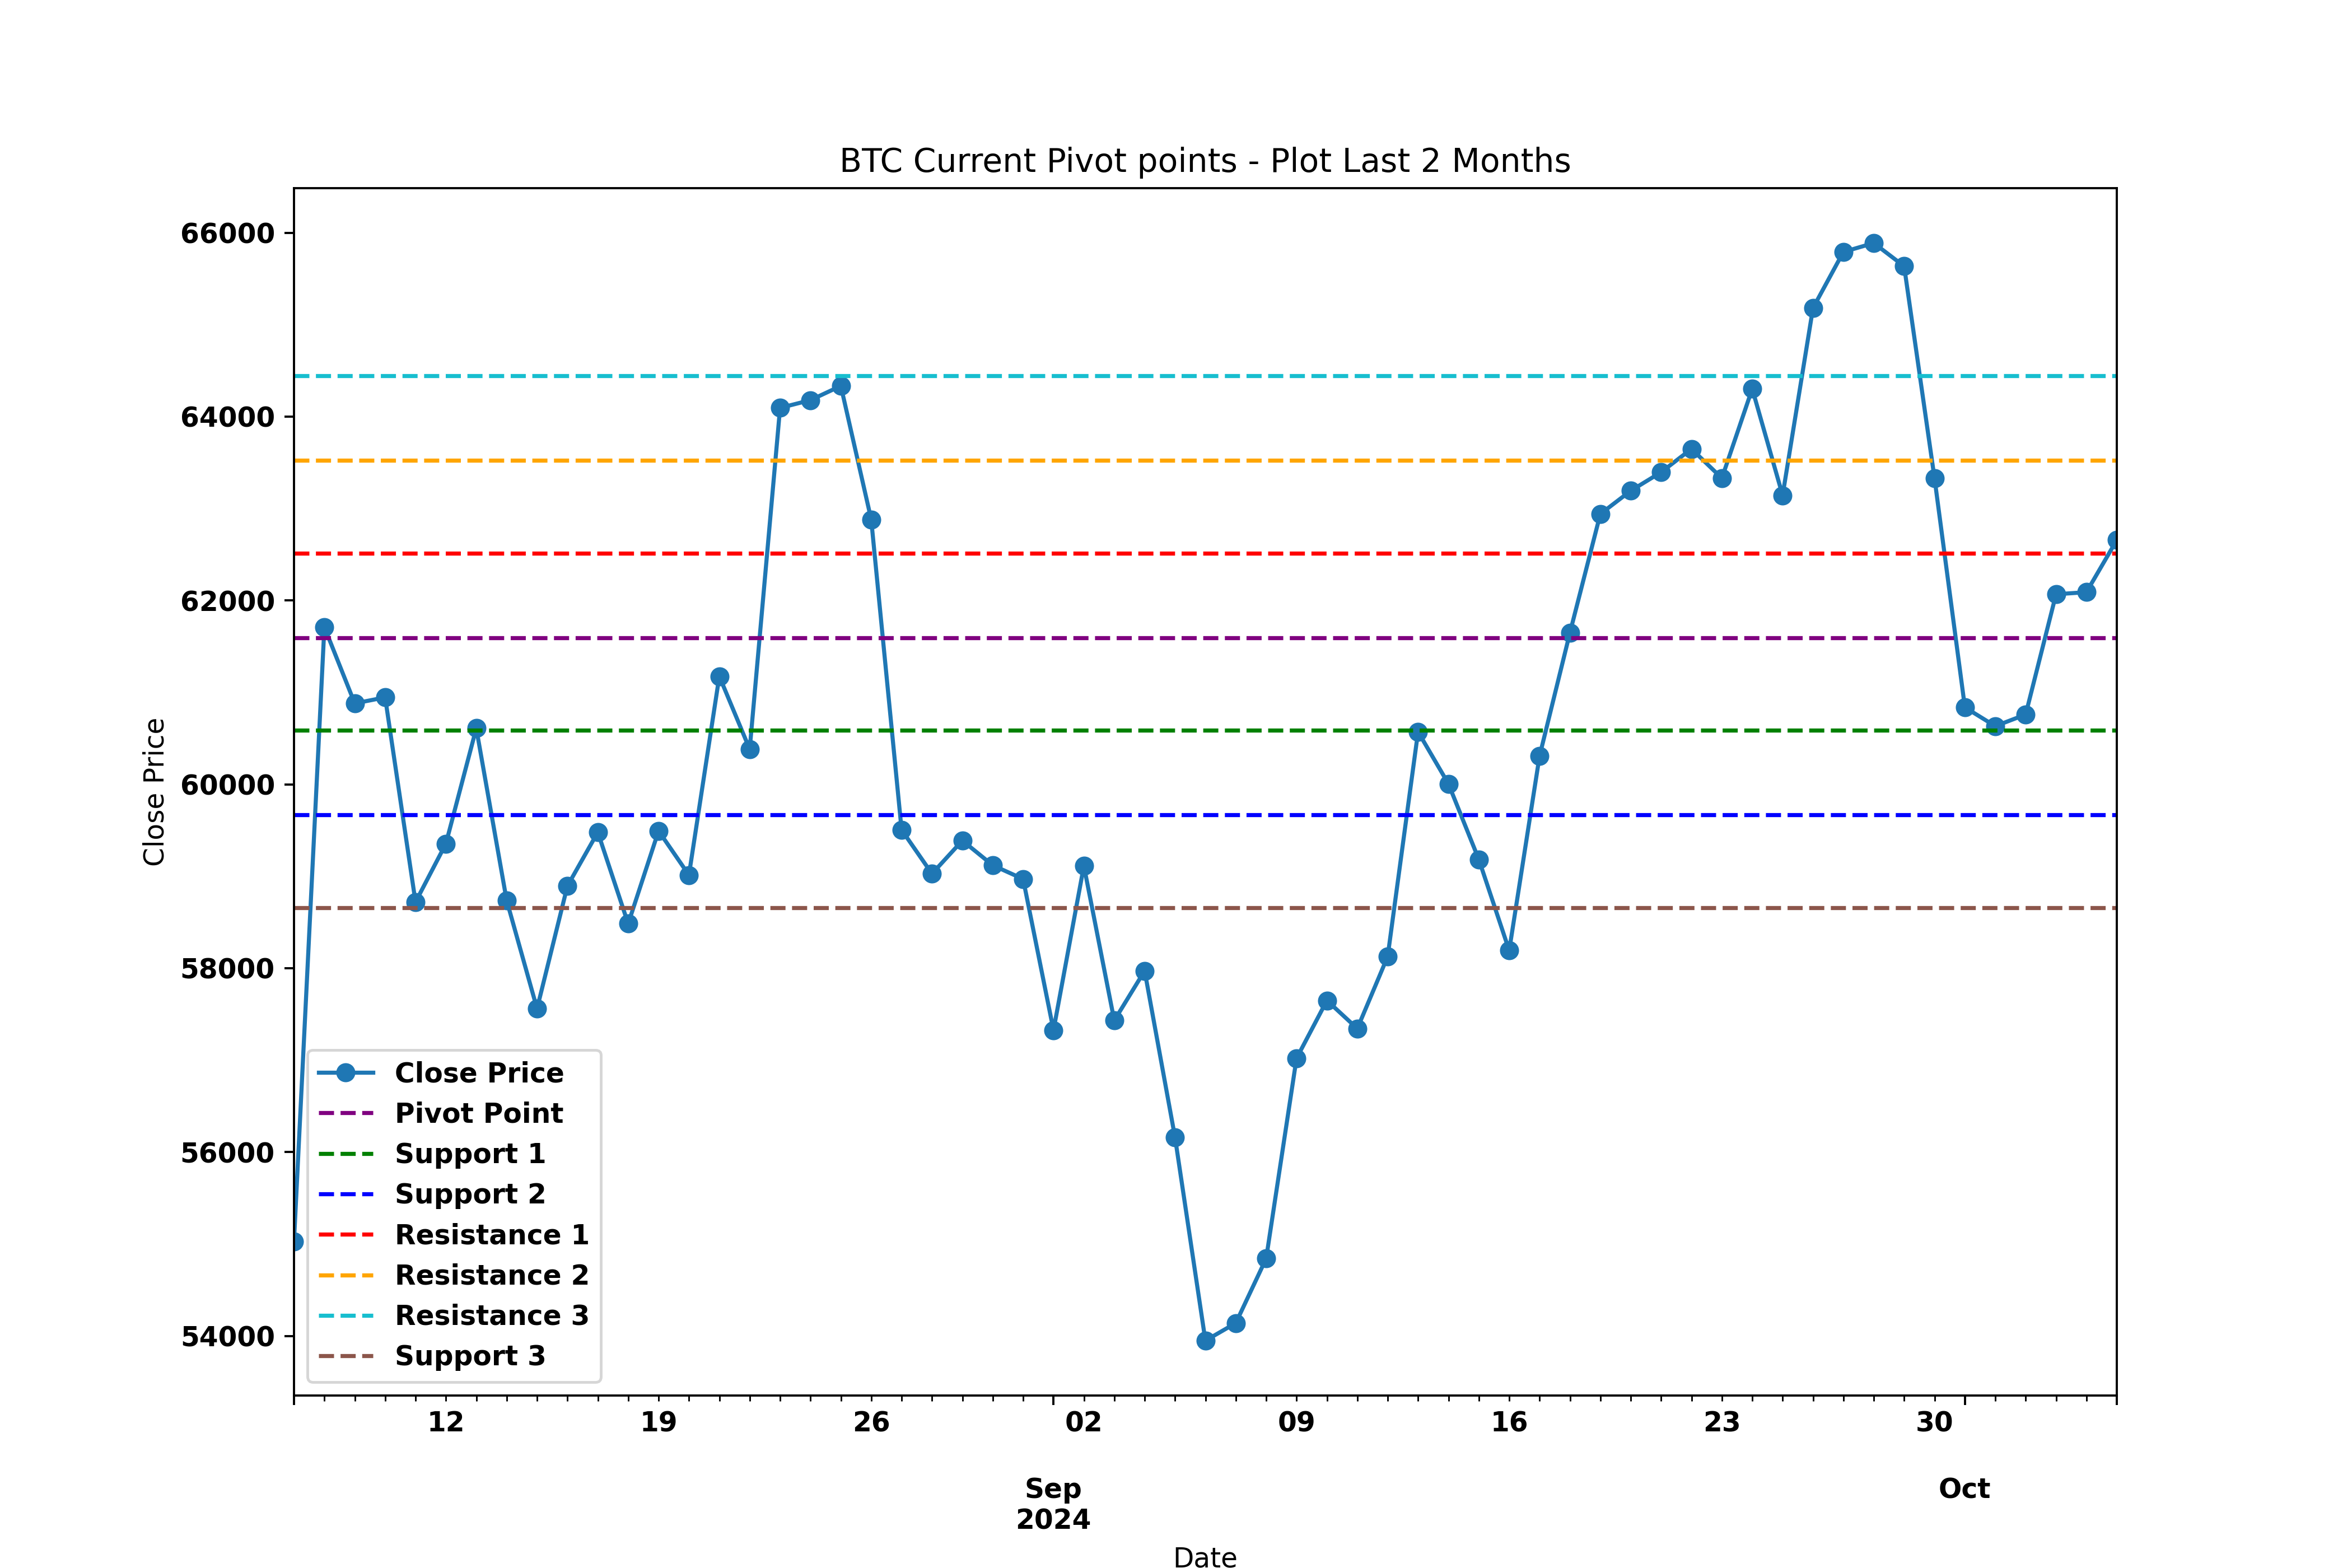 BTC Current Pivot points - Plot Last 2 Months
66000
64000
62000
60000
58000
56000
54000
Close Price
Close Price
Pivot Point
Support 1
Support 2
Resistance 1
Resistance 2
Resistance 3
Support 3
12 19 26 02 09 16 23 30
Sep Oct
2024
Date